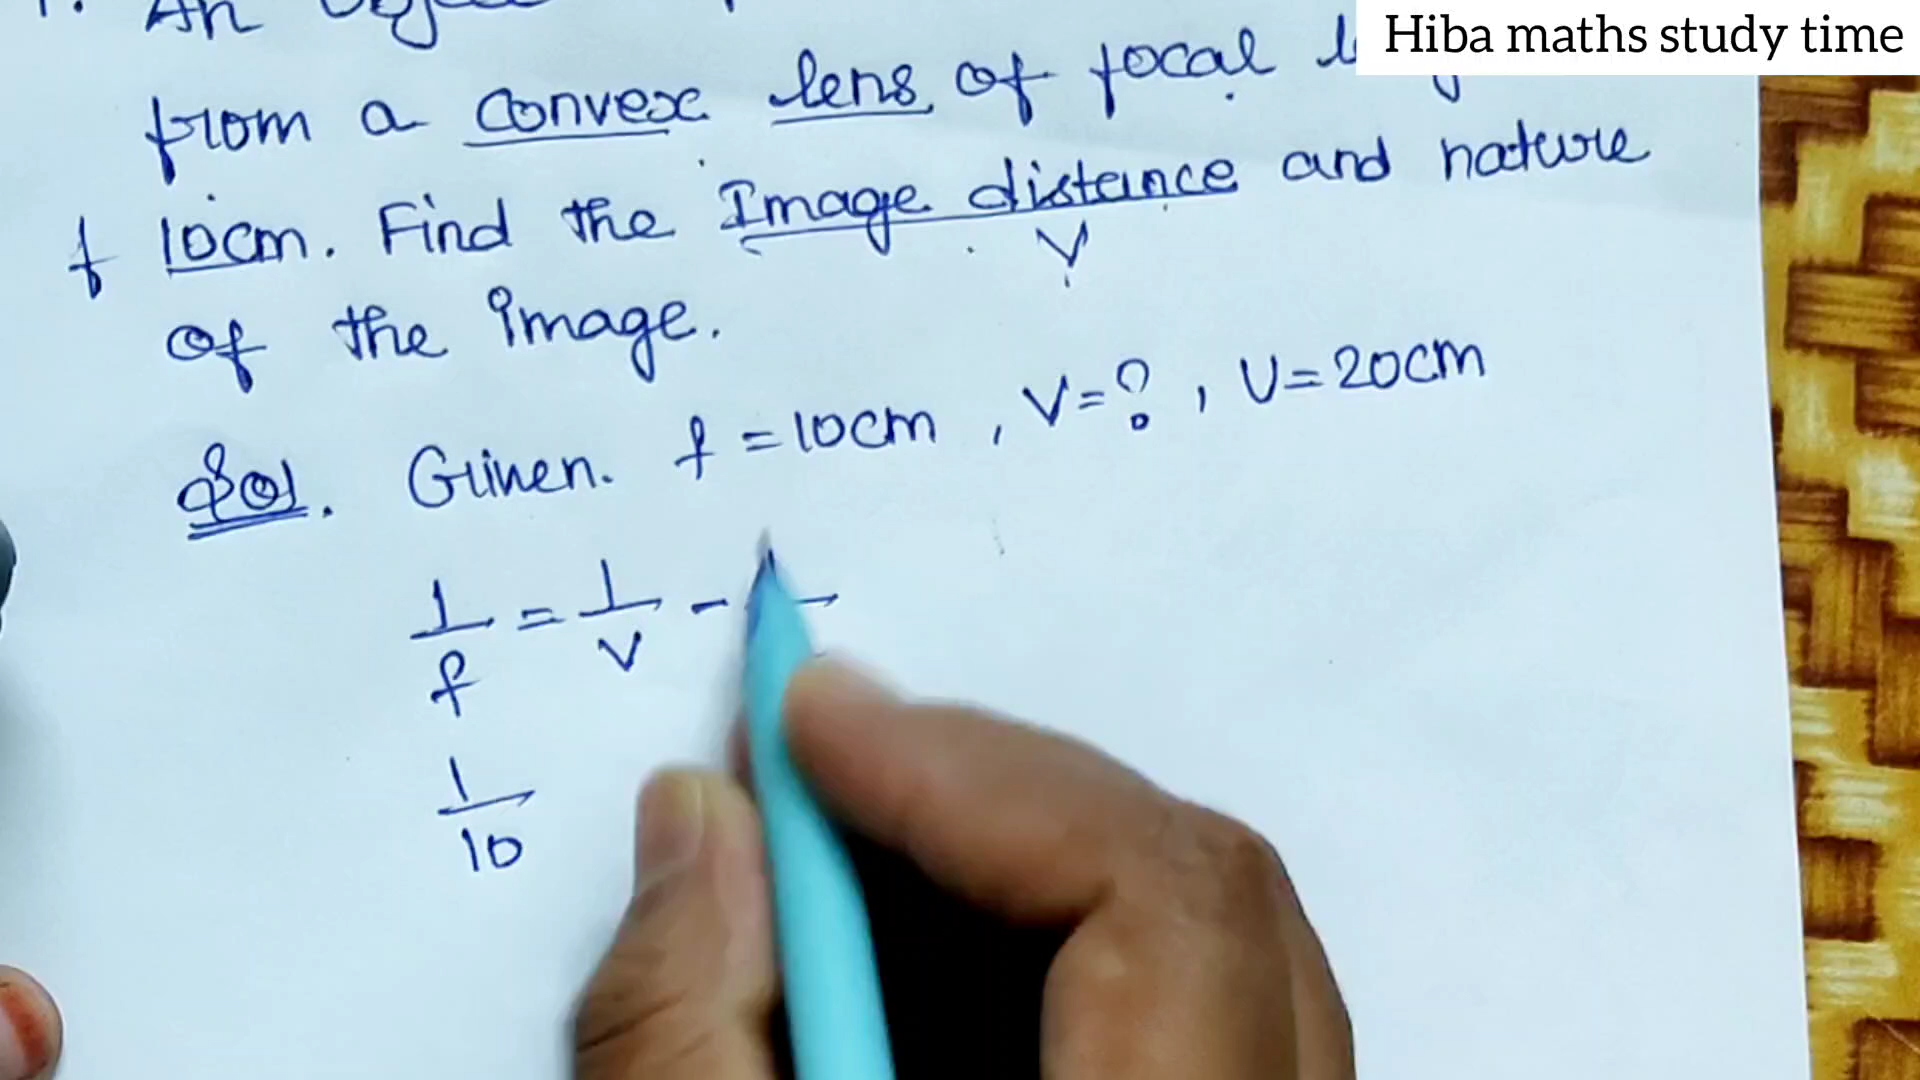 Hiba maths study time
An
from a convex lens of focal
f 10cm. Find the Image distance and nature
V
of the image.
Sol. Given. f = 10cm, V = ?, U = 20cm
1/f = 1/v -
1/10